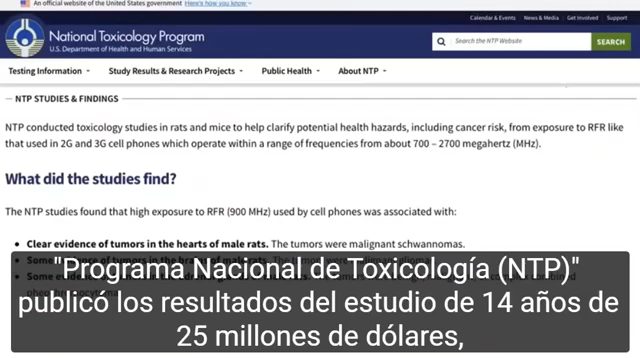 An official website of the United States government Here's how you know
Calendar & Events News & Media Get Involved Support
National Toxicology Program
U.S. Department of Health and Human Services
Search the NTP Website SEARCH
Testing Information Study Results & Research Projects Public Health About NTP
NTP STUDIES & FINDINGS
NTP conducted toxicology studies in rats and mice to help clarify potential health hazards, including cancer risk, from exposure to RFR like
that used in 2G and 3G cell phones which operate within a range of frequencies from about 700 – 2700 megahertz (MHz).
What did the studies find?
The NTP studies found that high exposure to RFR (900 MHz) used by cell phones was associated with:
Clear evidence of tumors in the hearts of male rats. The tumors were malignant schwannomas.
"Programa Nacional de Toxicología (NTP)"
publicó los resultados del estudio de 14 años de
25 millones de dólares,